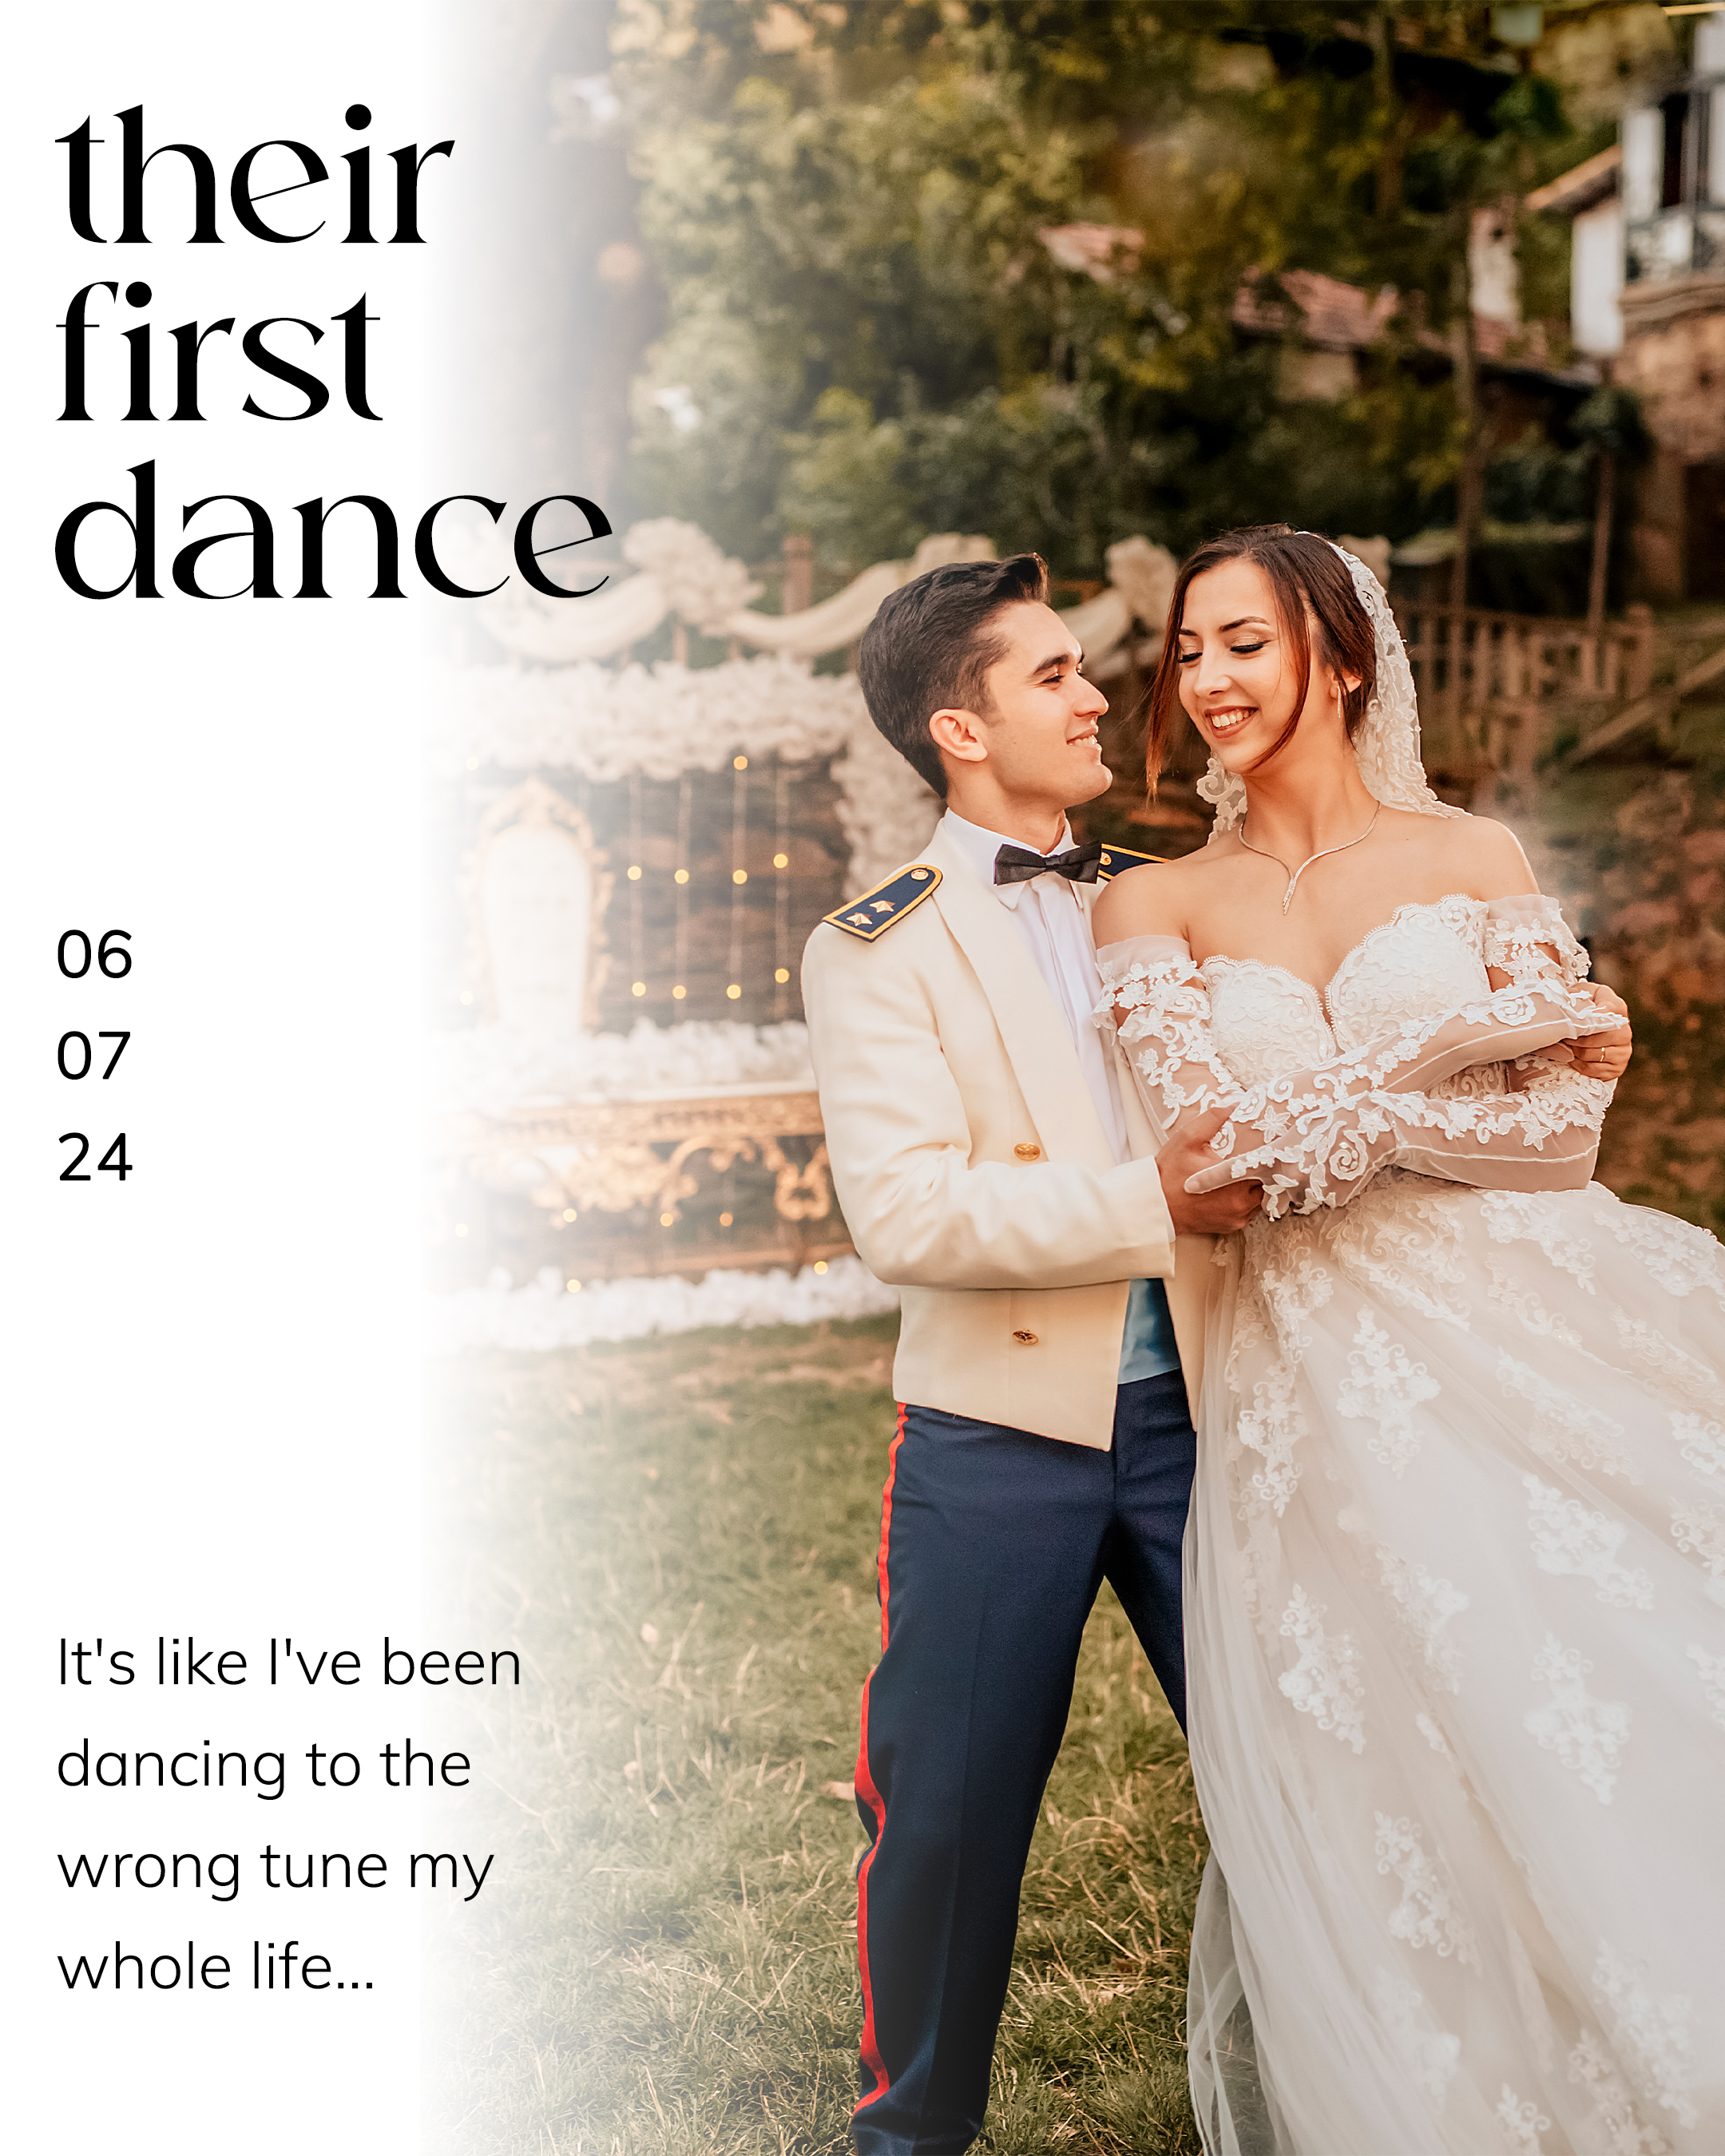 their
first
dance
06
07
24
It's like I've been
dancing to the
wrong tune my
whole life...